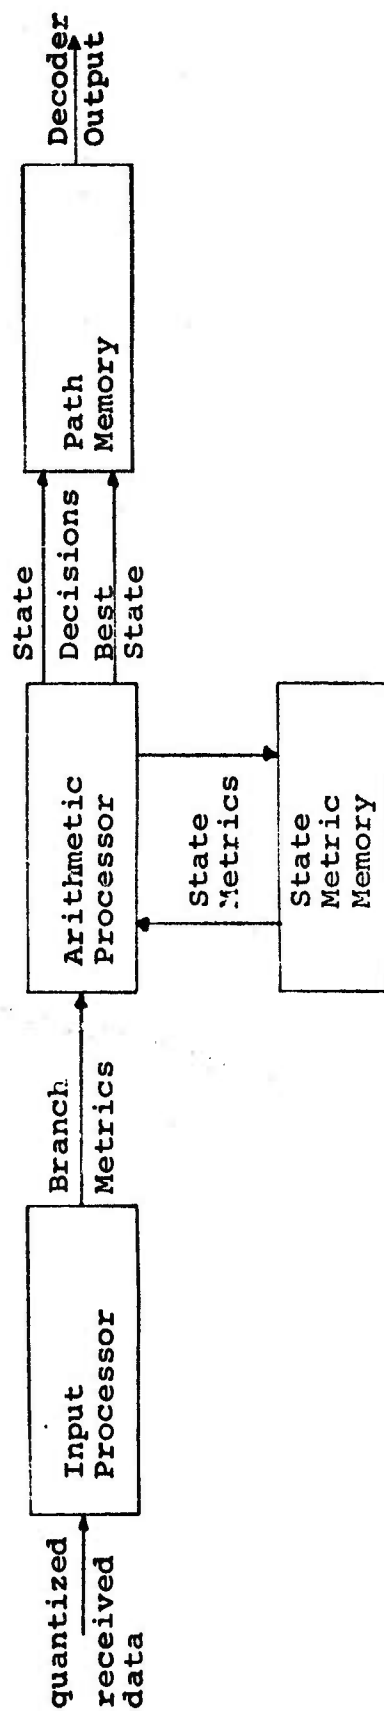 quantized
received
data
Input
Processor
Branch
Metrics
Arithmetic
Processor
State
Metrics
State
Metric
Memory
State
Decisions
Best
State
Path
Memory
Decoder
Output